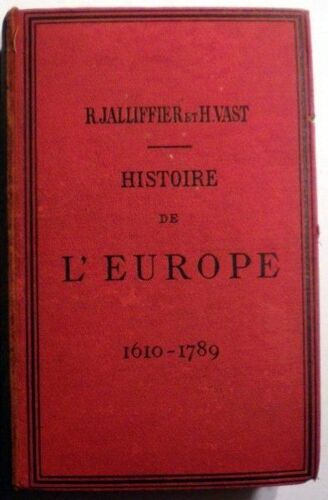 R.JALLIFFIER ET H.VAST
HISTOIRE
DE
L'EUROPE
1610-1789